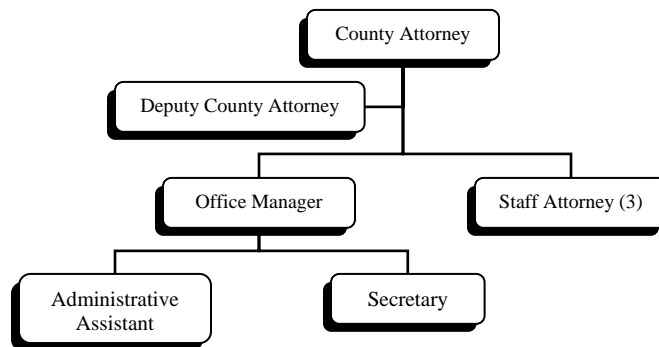 County Attorney
Deputy County Attorney
Office Manager
Staff Attorney (3)
Administrative
Assistant
Secretary